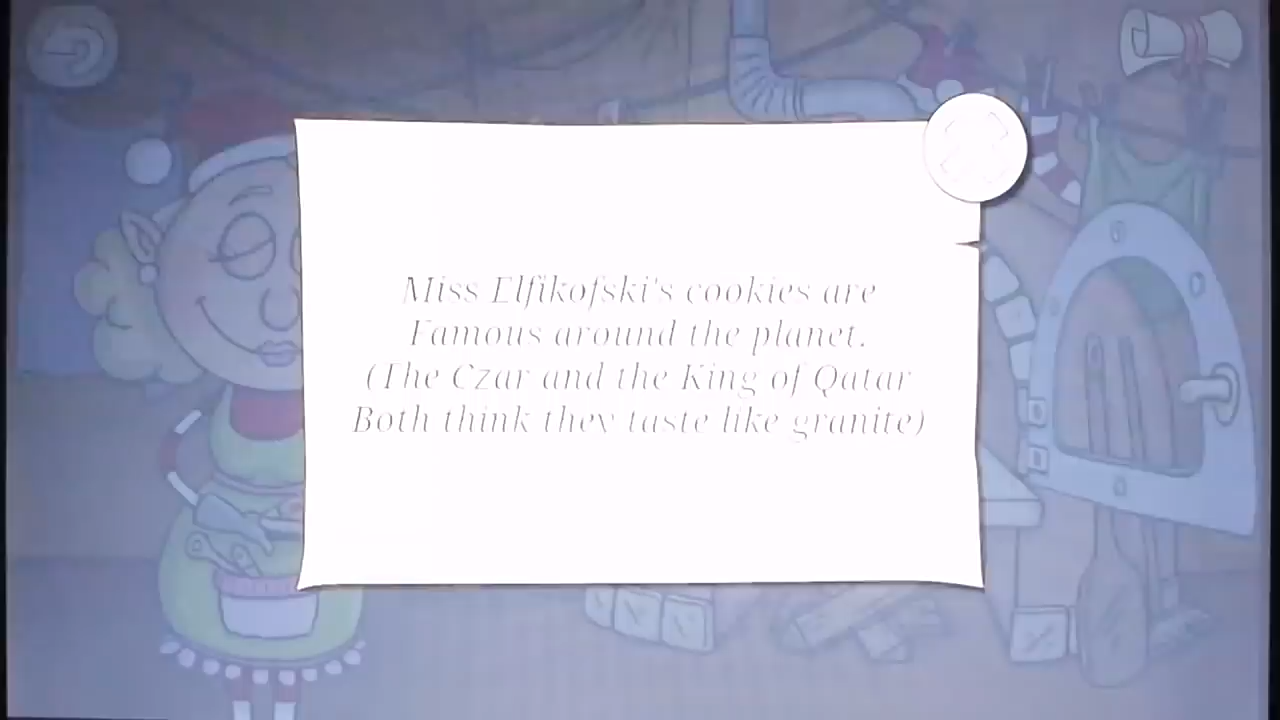 Miss Elfikofski's cookies are
Famous around the planet.
(The Czar and the King of Qatar
Both think they taste like granite)